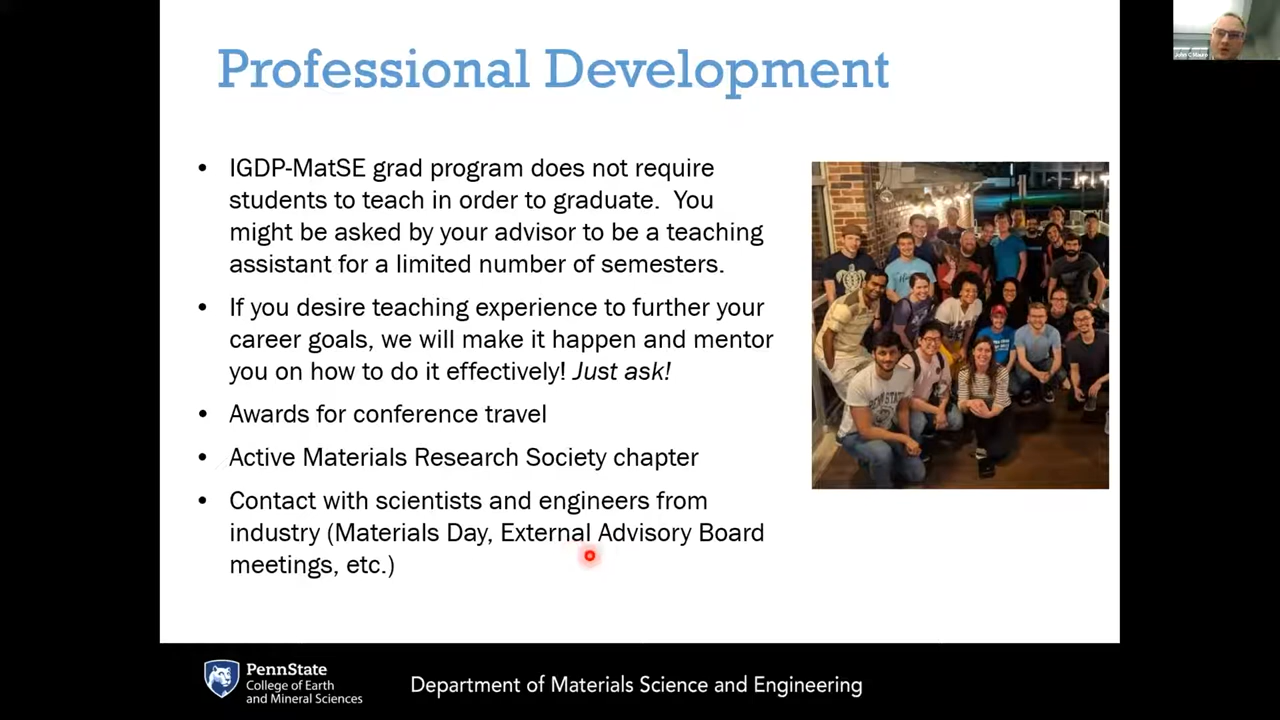 Professional Development
John C Mauro
• IGDP-MatSE grad program does not require
students to teach in order to graduate.  You
might be asked by your advisor to be a teaching
assistant for a limited number of semesters.
• If you desire teaching experience to further your
career goals, we will make it happen and mentor
you on how to do it effectively! Just ask!
• Awards for conference travel
• Active Materials Research Society chapter
• Contact with scientists and engineers from
industry (Materials Day, External Advisory Board
meetings, etc.)
PENN STATE
PennState
College of Earth
and Mineral Sciences
Department of Materials Science and Engineering